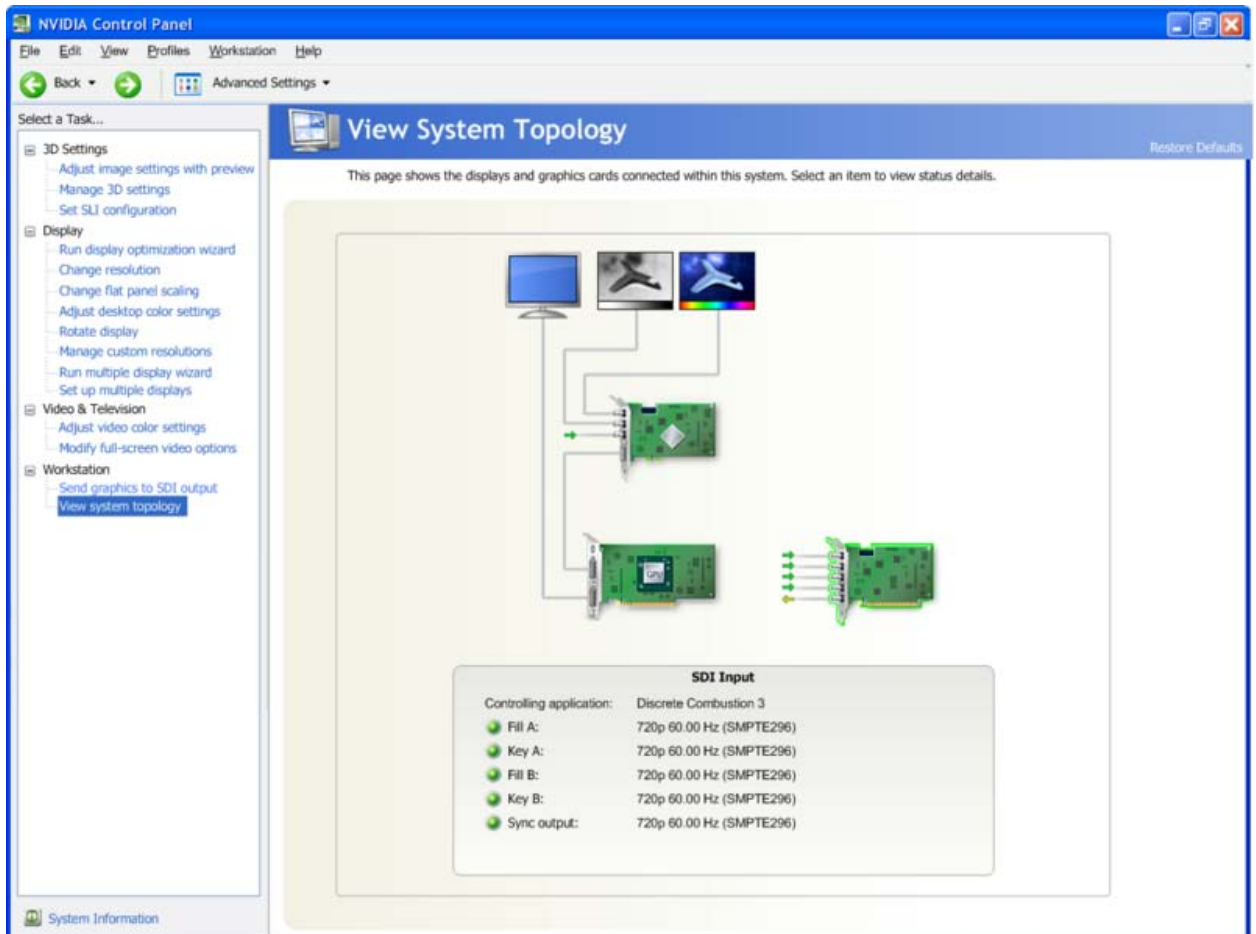 NVIDIA Control Panel
File Edit View Profiles Workstation Help
Back Advanced Settings
Select a Task...
3D Settings
Adjust image settings with preview
Manage 3D settings
Set SLI configuration
Display
Run display optimization wizard
Change resolution
Change flat panel scaling
Adjust desktop color settings
Rotate display
Manage custom resolutions
Run multiple display wizard
Set up multiple displays
Video & Television
Adjust video color settings
Modify full-screen video options
Workstation
Send graphics to SDI output
View system topology
System Information
View System Topology
Restore Defaults
This page shows the displays and graphics cards connected within this system. Select an item to view status details.
GPU
SDI Input
Controlling application: Discrete Combustion 3
Fill A: 720p 60.00 Hz (SMPTE296)
Key A: 720p 60.00 Hz (SMPTE296)
Fill B: 720p 60.00 Hz (SMPTE296)
Key B: 720p 60.00 Hz (SMPTE296)
Sync output: 720p 60.00 Hz (SMPTE296)